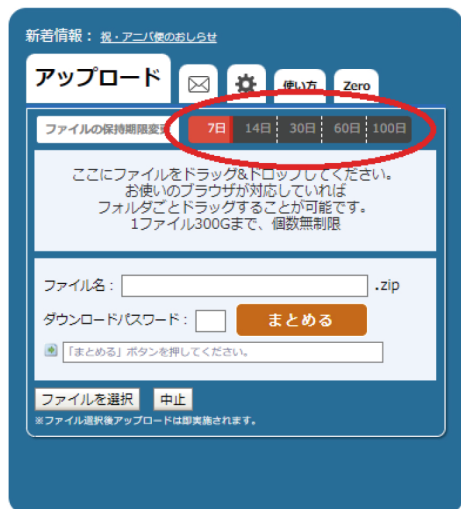 新着情報： 祝・アニバ便のおしらせ
アップロード 使い方 Zero
ファイルの保持期限変更 7日 14日 30日 60日 100日
ここにファイルをドラッグ&ドロップしてください。
お使いのブラウザが対応していれば
フォルダごとドラッグすることが可能です。
1ファイル300Gまで、個数無制限
ファイル名： .zip
ダウンロードパスワード： まとめる
「まとめる」ボタンを押してください。
ファイルを選択 中止
※ファイル選択後アップロードは即実施されます。